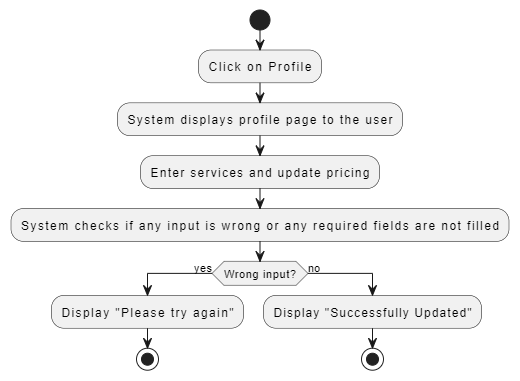 Click on Profile
System displays profile page to the user
Enter services and update pricing
System checks if any input is wrong or any required fields are not filled
yes
Wrong input?
no
Display "Please try again"
Display "Successfully Updated"